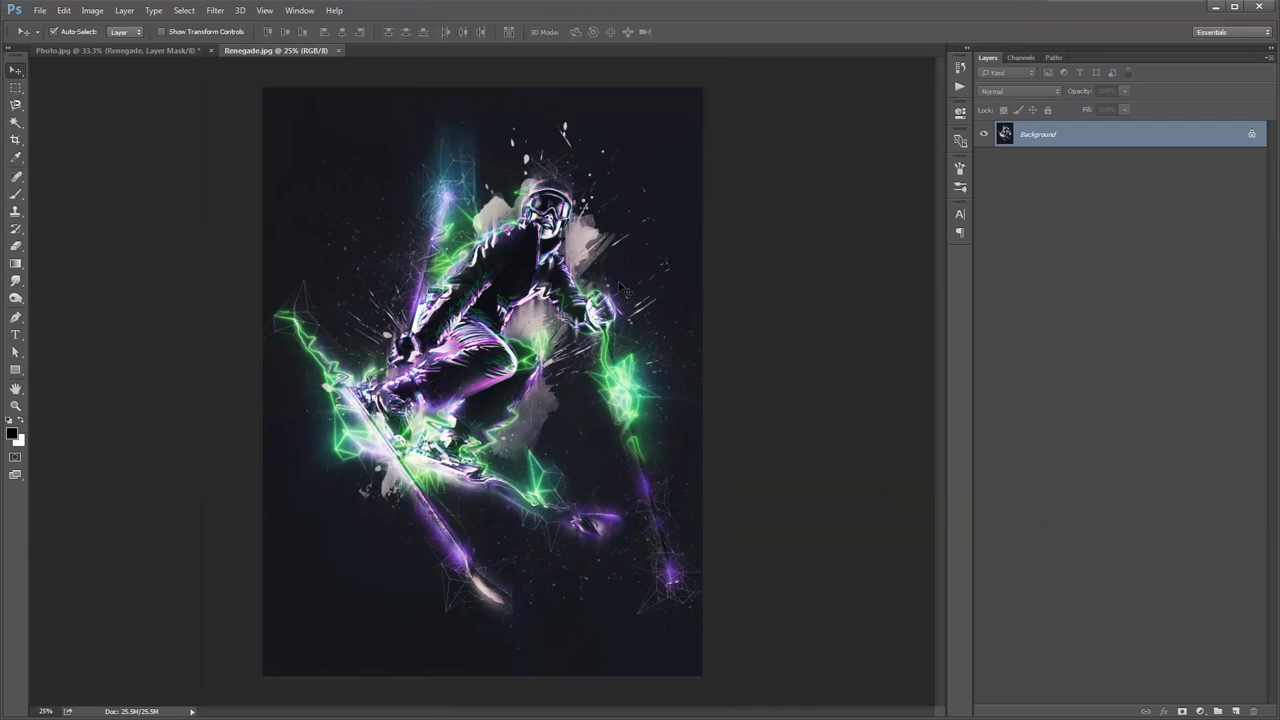 Ps File Edit Image Layer Type Select Filter 3D View Window Help
Auto-Select: Layer Show Transform Controls 3D Mode: Essentials
Photo.jpg @ 33.3% (Renegade, Layer Mask/8) * × Renegade.jpg @ 25% (RGB/8) ×
Layers Channels Paths
Kind
Normal Opacity: 100%
Lock: Fill: 100%
Background
25% Doc: 25.5M/25.5M